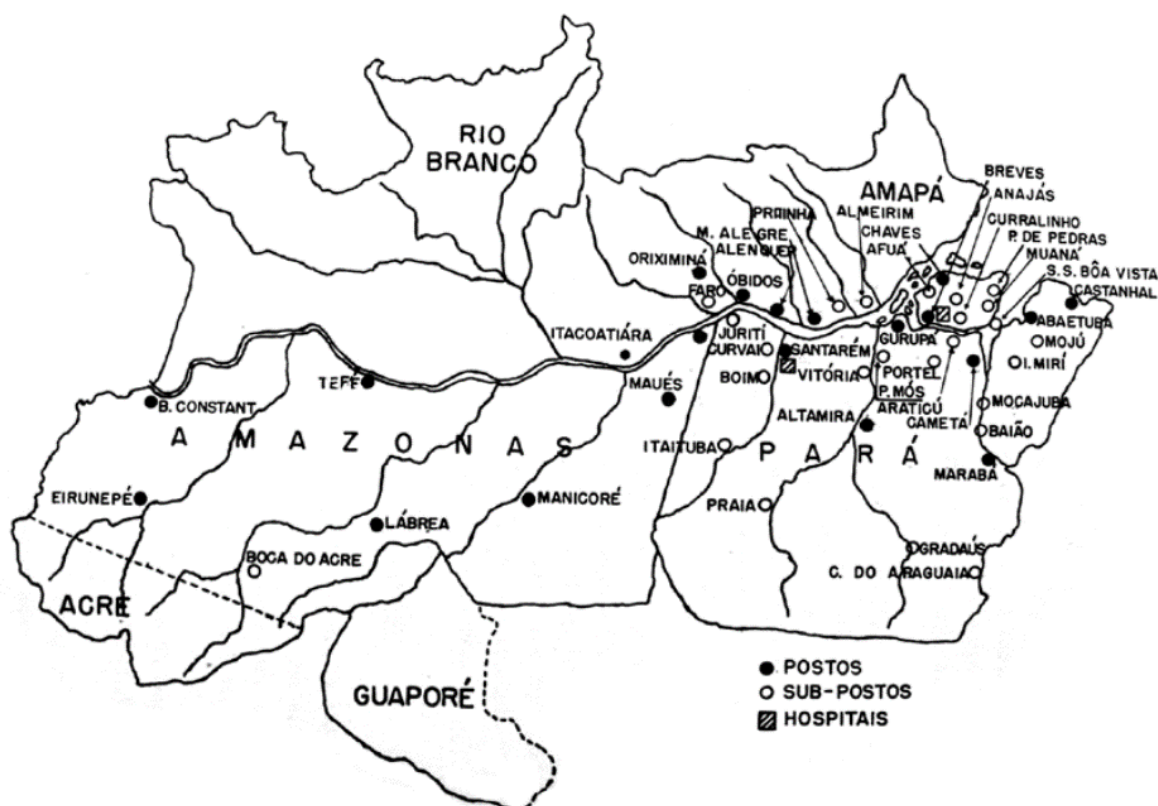 RIO
BRANCO
AMAPÁ
BREVES
ANAJÁS
CURRALINHO
P. DE PEDRAS
MUANÁ
S.S. BÔA VISTA
CASTANHAL
PRAINHA
ALMEIRIM
CHAVES
AFUÁ
M. ALEGRE
ALENQUER
ORIXIMINÁ
ÓBIDOS
FARO
ITACOATIÁRA
JURITÍ
CURVAI
SANTARÉM
GURUPÁ
ABAETUBA
MOJÚ
I. MIRÍ
TEFÉ
MAUÉS
BOIM
VITÓRIA
PORTEL
P. MÓS
ARATICÚ
CAMETÁ
MOCAJUBA
BAIÃO
B. CONSTANT
AMAZONAS
ALTAMIRA
ITAITUBA
PARÁ
MARABÁ
EIRUNEPÉ
LÁBREA
MANICORÉ
PRAIA
BOCA DO ACRE
GRADAÚS
C. DO ARAGUAIA
ACRE
GUAPORÉ
POSTOS
SUB-POSTOS
HOSPITAIS